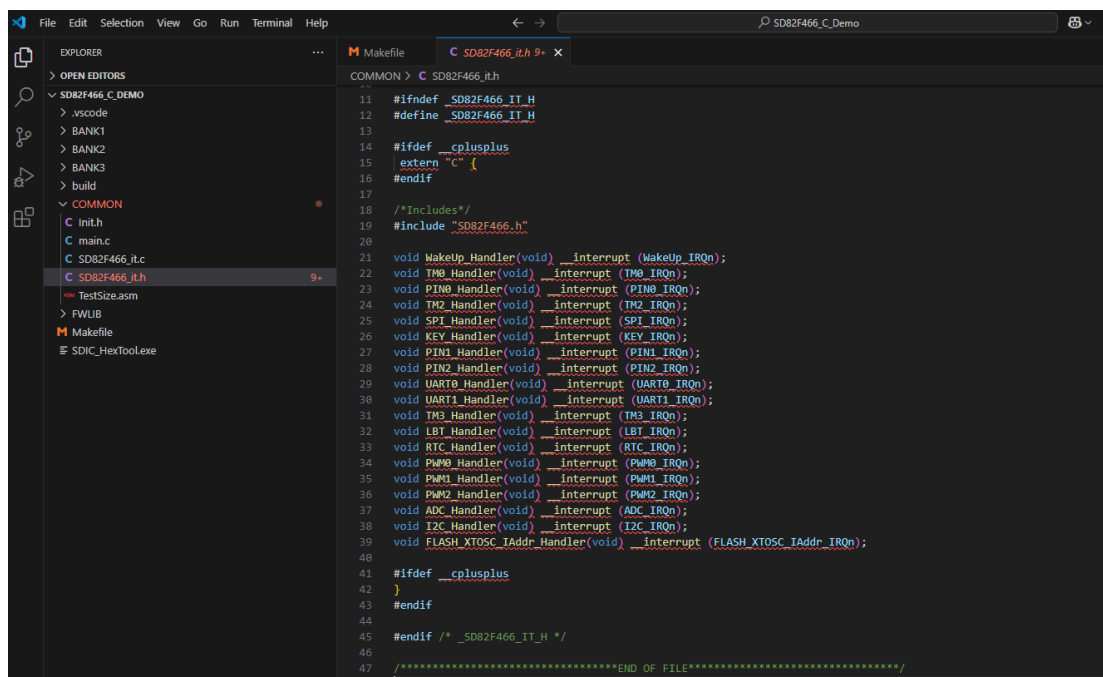 File Edit Selection View Go Run Terminal Help
SD82F466_C_Demo
EXPLORER
OPEN EDITORS
SD82F466_C_DEMO
.vscode
BANK1
BANK2
BANK3
build
COMMON
C Init.h
C main.c
C SD82F466_it.c
C SD82F466_it.h 9+
ASM TestSize.asm
FWLIB
M Makefile
SDIC_HexTool.exe
M Makefile
C SD82F466_it.h 9+
COMMON > C SD82F466_it.h
10
11 #ifndef _SD82F466_IT_H
12 #define _SD82F466_IT_H
13
14 #ifdef __cplusplus
15 extern "C" {
16 #endif
17
18 /*Includes*/
19 #include "SD82F466.h"
20
21 void WakeUp_Handler(void) __interrupt (WakeUp_IRQn);
22 void TM0_Handler(void) __interrupt (TM0_IRQn);
23 void PIN0_Handler(void) __interrupt (PIN0_IRQn);
24 void TM2_Handler(void) __interrupt (TM2_IRQn);
25 void SPI_Handler(void) __interrupt (SPI_IRQn);
26 void KEY_Handler(void) __interrupt (KEY_IRQn);
27 void PIN1_Handler(void) __interrupt (PIN1_IRQn);
28 void PIN2_Handler(void) __interrupt (PIN2_IRQn);
29 void UART0_Handler(void) __interrupt (UART0_IRQn);
30 void UART1_Handler(void) __interrupt (UART1_IRQn);
31 void TM3_Handler(void) __interrupt (TM3_IRQn);
32 void LBT_Handler(void) __interrupt (LBT_IRQn);
33 void RTC_Handler(void) __interrupt (RTC_IRQn);
34 void PWM0_Handler(void) __interrupt (PWM0_IRQn);
35 void PWM1_Handler(void) __interrupt (PWM1_IRQn);
36 void PWM2_Handler(void) __interrupt (PWM2_IRQn);
37 void ADC_Handler(void) __interrupt (ADC_IRQn);
38 void I2C_Handler(void) __interrupt (I2C_IRQn);
39 void FLASH_XTOSC_IAddr_Handler(void) __interrupt (FLASH_XTOSC_IAddr_IRQn);
40
41 #ifdef __cplusplus
42 }
43 #endif
44
45 #endif /* _SD82F466_IT_H */
46
47 /**********************************END OF FILE*********************************/